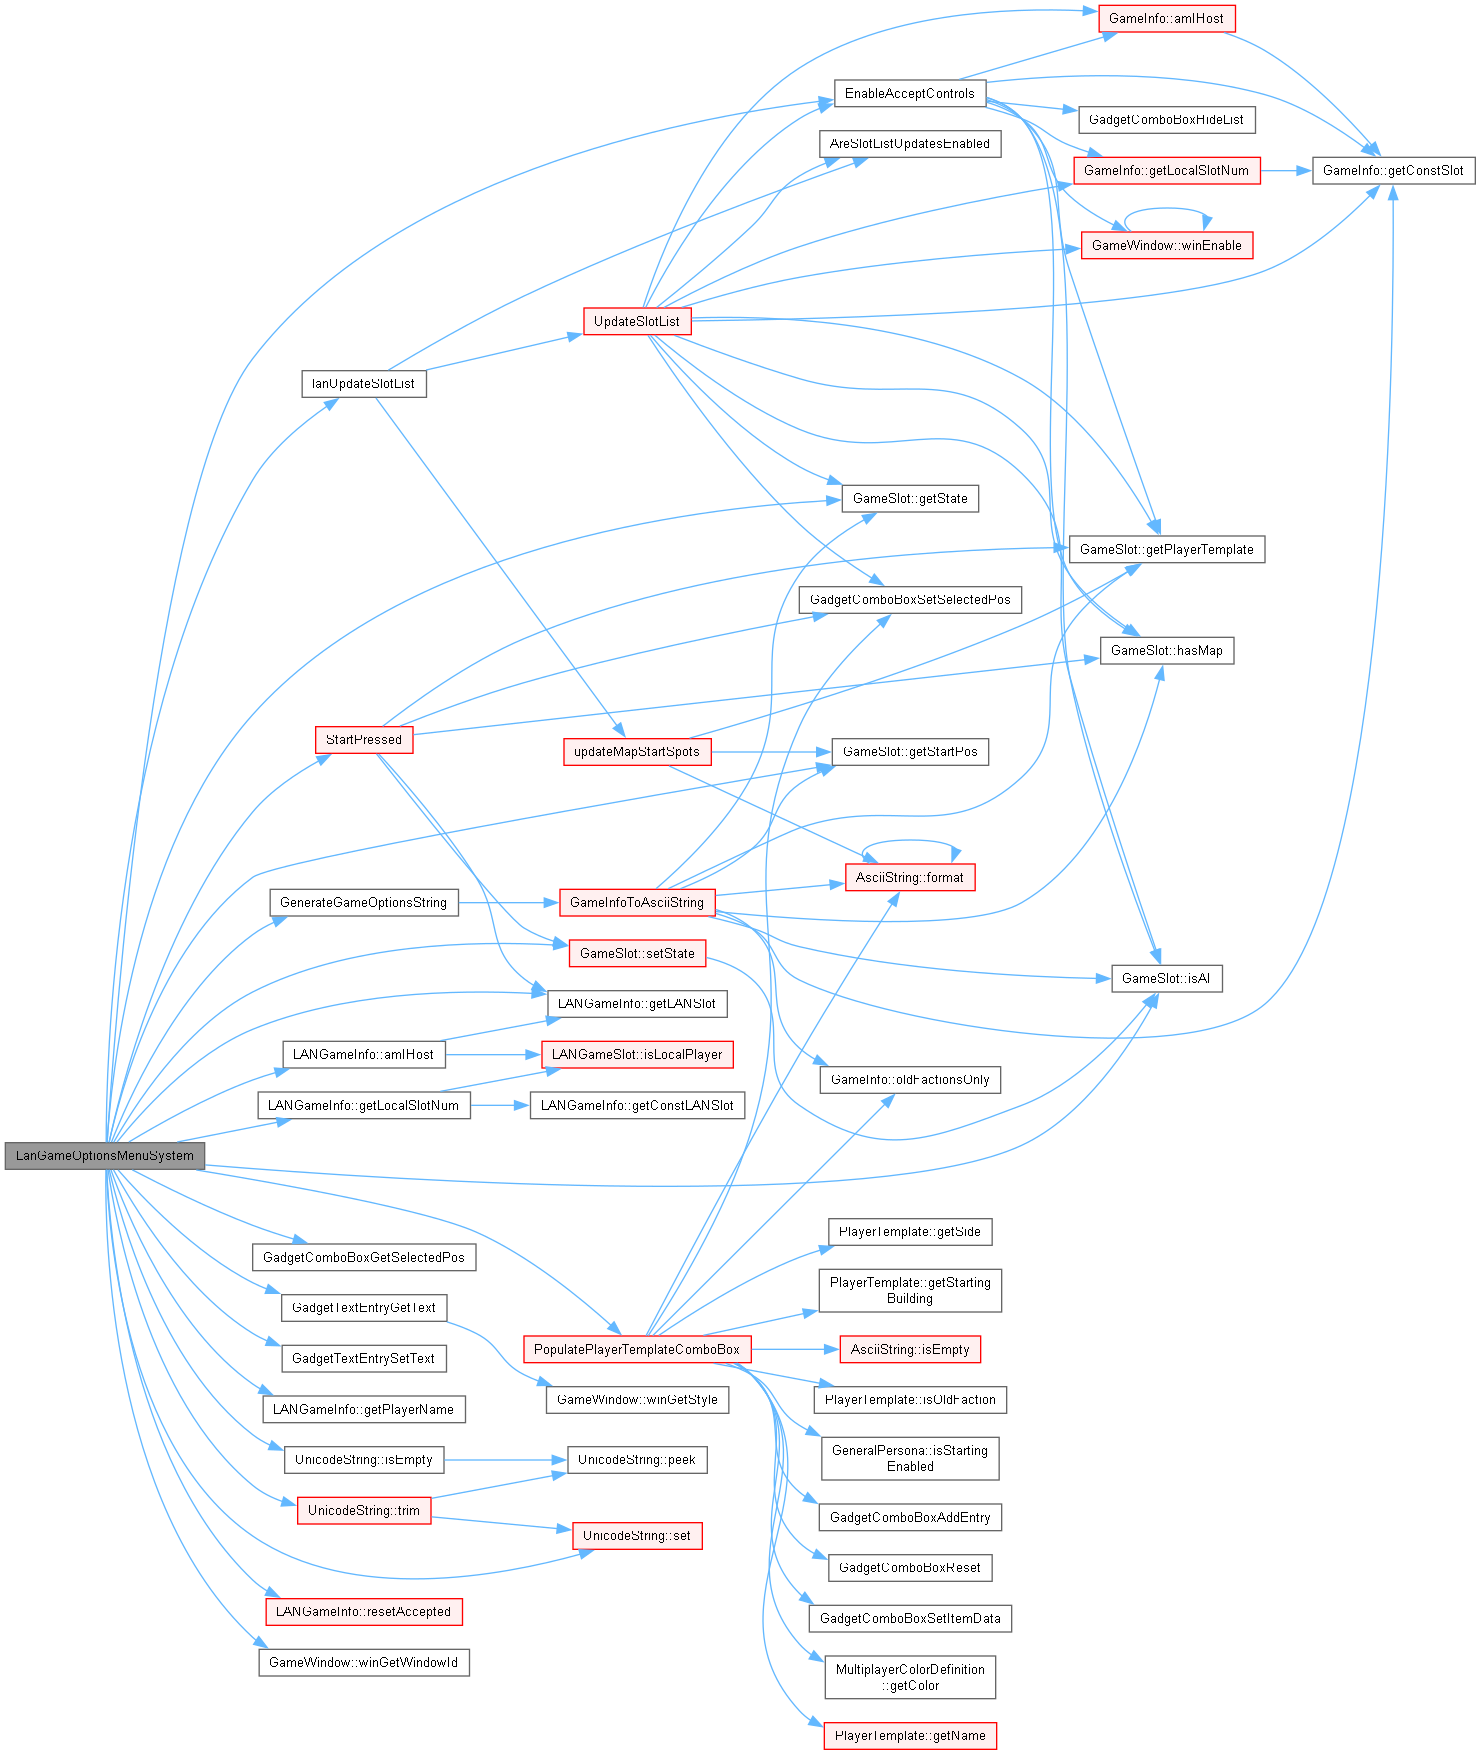 GameInfo::amIHost
EnableAcceptControls
GadgetComboBoxHideList
AreSlotListUpdatesEnabled
GameInfo::getLocalSlotNum
GameInfo::getConstSlot
GameWindow::winEnable
UpdateSlotList
lanUpdateSlotList
GameSlot::getState
GameSlot::getPlayerTemplate
GadgetComboBoxSetSelectedPos
GameSlot::hasMap
StartPressed
updateMapStartSpots
GameSlot::getStartPos
AsciiString::format
GenerateGameOptionsString
GameInfoToAsciiString
GameSlot::setState
GameSlot::isAI
LANGameInfo::getLANSlot
LANGameInfo::amIHost
LANGameSlot::isLocalPlayer
GameInfo::oldFactionsOnly
LANGameInfo::getLocalSlotNum
LANGameInfo::getConstLANSlot
LanGameOptionsMenuSystem
PlayerTemplate::getSide
GadgetComboBoxGetSelectedPos
PlayerTemplate::getStarting
Building
GadgetTextEntryGetText
PopulatePlayerTemplateComboBox
AsciiString::isEmpty
GadgetTextEntrySetText
GameWindow::winGetStyle
PlayerTemplate::isOldFaction
LANGameInfo::getPlayerName
GeneralPersona::isStarting
Enabled
UnicodeString::isEmpty
UnicodeString::peek
UnicodeString::trim
GadgetComboBoxAddEntry
UnicodeString::set
GadgetComboBoxReset
LANGameInfo::resetAccepted
GadgetComboBoxSetItemData
GameWindow::winGetWindowId
MultiplayerColorDefinition
::getColor
PlayerTemplate::getName